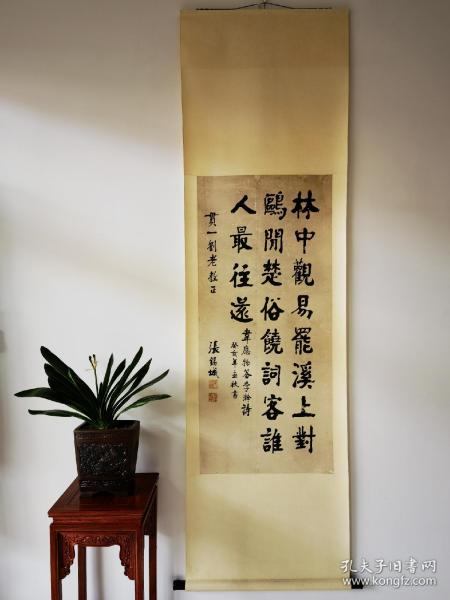 林中觀易罷溪上對
鷗閒楚俗饒詞客誰
人最往還
韋應物答李澣詩
癸亥年孟秋書
張錫城
貫一劉老教正
孔夫子旧书网
www.kongfz.com